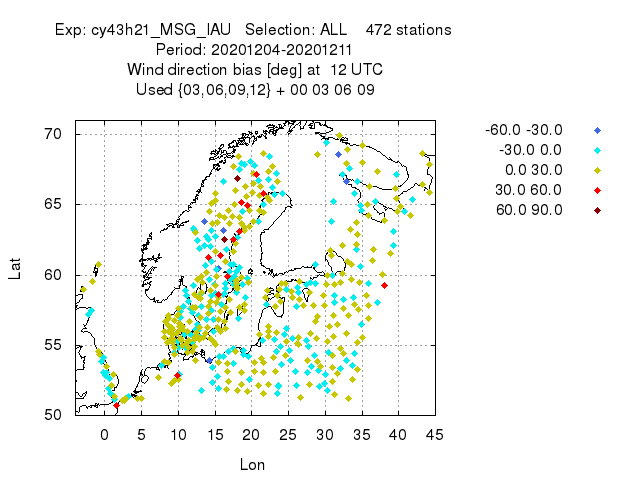 Exp: cy43h21_MSG_IAU Selection: ALL 472 stations
Period: 20201204-20201211
Wind direction bias [deg] at 12 UTC
Used {03,06,09,12} + 00 03 06 09
-60.0 -30.0
-30.0 0.0
0.0 30.0
30.0 60.0
60.0 90.0
70
65
60
55
50
Lat
0 5 10 15 20 25 30 35 40 45
Lon